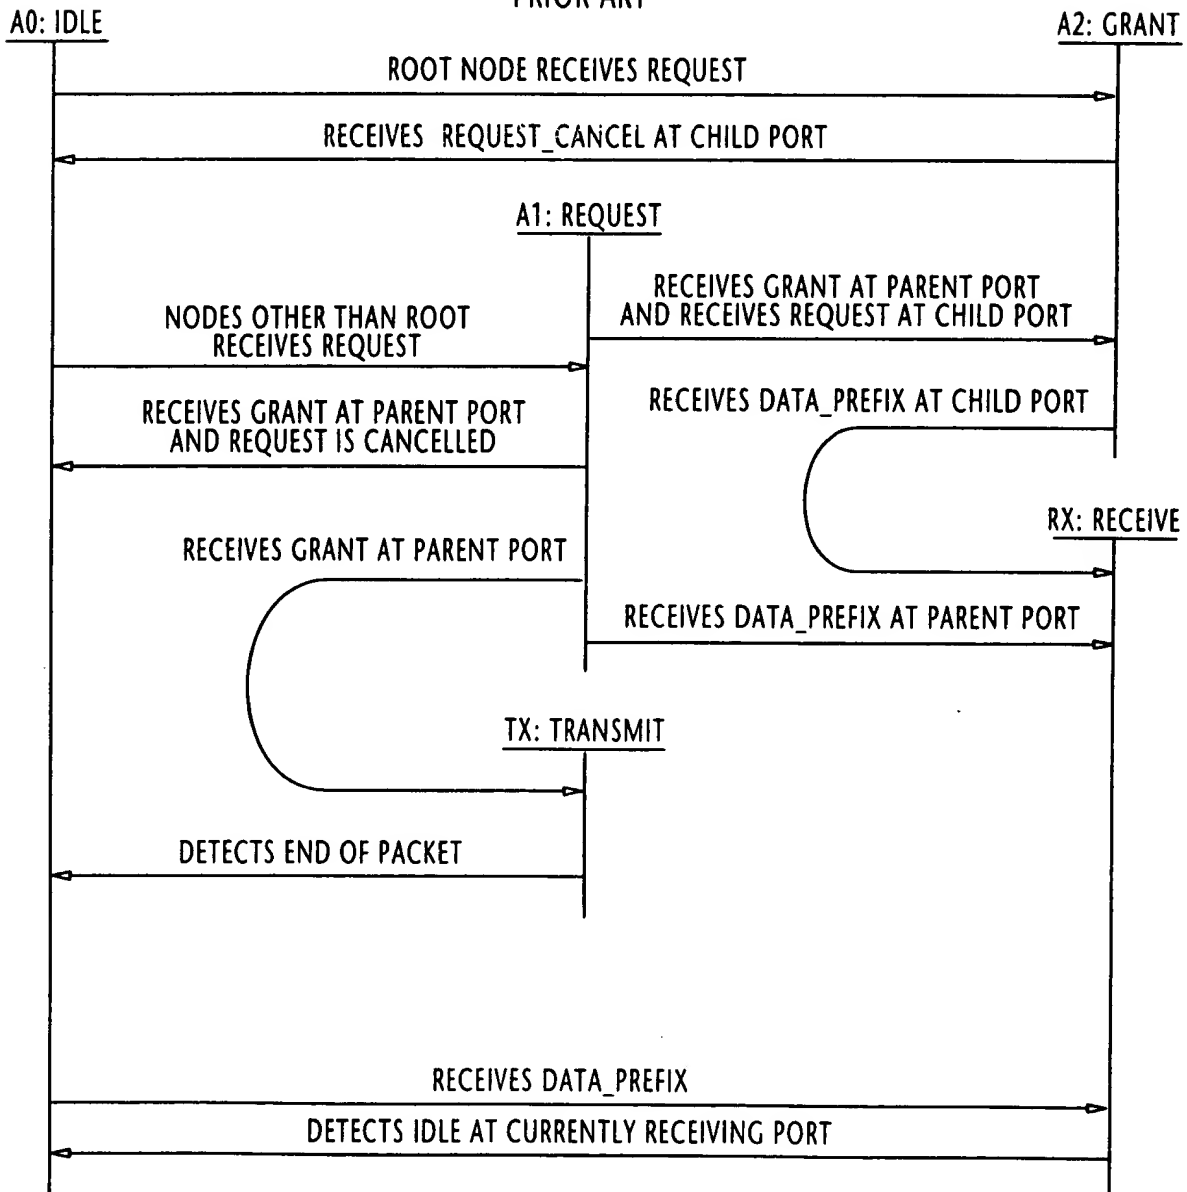 PRIOR ART
A0: IDLE
A2: GRANT
ROOT NODE RECEIVES REQUEST
RECEIVES REQUEST_CANCEL AT CHILD PORT
A1: REQUEST
RECEIVES GRANT AT PARENT PORT
AND RECEIVES REQUEST AT CHILD PORT
NODES OTHER THAN ROOT
RECEIVES REQUEST
RECEIVES DATA_PREFIX AT CHILD PORT
RECEIVES GRANT AT PARENT PORT
AND REQUEST IS CANCELLED
RX: RECEIVE
RECEIVES GRANT AT PARENT PORT
RECEIVES DATA_PREFIX AT PARENT PORT
TX: TRANSMIT
DETECTS END OF PACKET
RECEIVES DATA_PREFIX
DETECTS IDLE AT CURRENTLY RECEIVING PORT